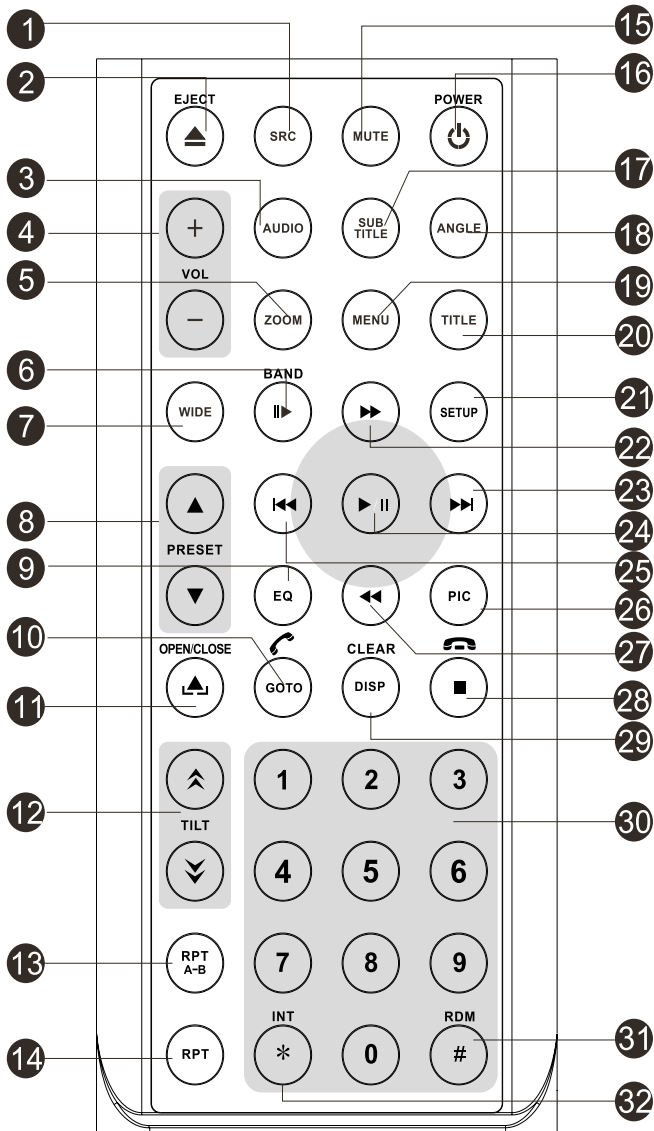 1
15
2
16
EJECT
POWER
SRC
MUTE
3
17
4
AUDIO
SUB
TITLE
ANGLE
18
+
VOL
5
19
−
ZOOM
MENU
TITLE
20
6
BAND
7
WIDE
SETUP
21
22
8
23
PRESET
24
9
25
EQ
PIC
26
10
27
OPEN/CLOSE
CLEAR
11
GOTO
DISP
28
29
12
1
2
3
30
TILT
4
5
6
13
RPT
A-B
7
8
9
INT
RDM
14
RPT
*
0
#
31
32